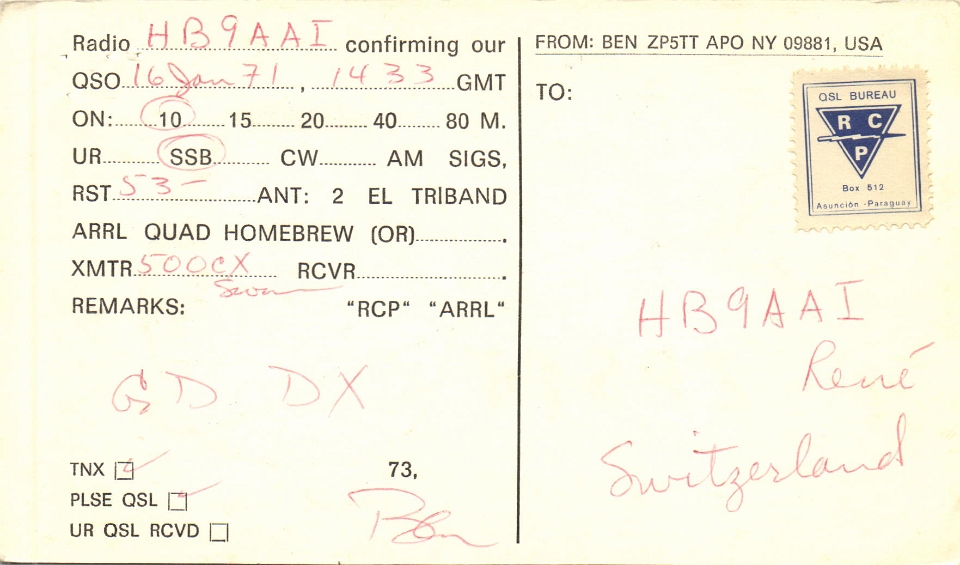 Radio HB9AAI confirming our
QSO 16 Jan 71, 1433 GMT
ON: 10 15 20 40 80 M.
UR SSB CW AM SIGS,
RST 53- ANT: 2 EL TRIBAND
ARRL QUAD HOMEBREW (OR).
XMTR 500CX RCVR.
Swan
REMARKS: "RCP" "ARRL"
GD DX
TNX
73,
PLSE QSL
UR QSL RCVD
Ben
FROM: BEN ZP5TT APO NY 09881, USA
TO:
QSL BUREAU
R C
P
Box 512
Asunción.-Paraguay
HB9AAI
René
Switzerland